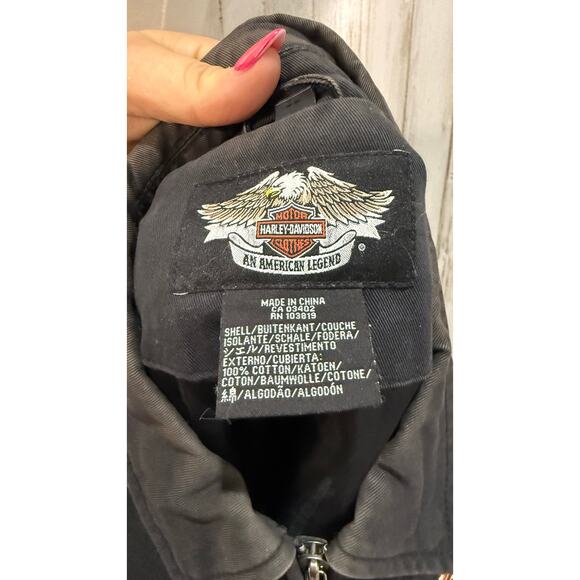 MOTOR
HARLEY-DAVIDSON
CLOTHES
AN AMERICAN LEGEND
®
MADE IN CHINA
CA 03402
RN 103819
SHELL/BUITENKANT/COUCHE
ISOLANTE/SCHALE/FODERA/
シェル/REVESTIMENTO
EXTERNO/CUBIERTA:
100% COTTON/KATOEN/
COTON/BAUMWOLLE/COTONE/
綿/ALGODÃO/ALGODÓN